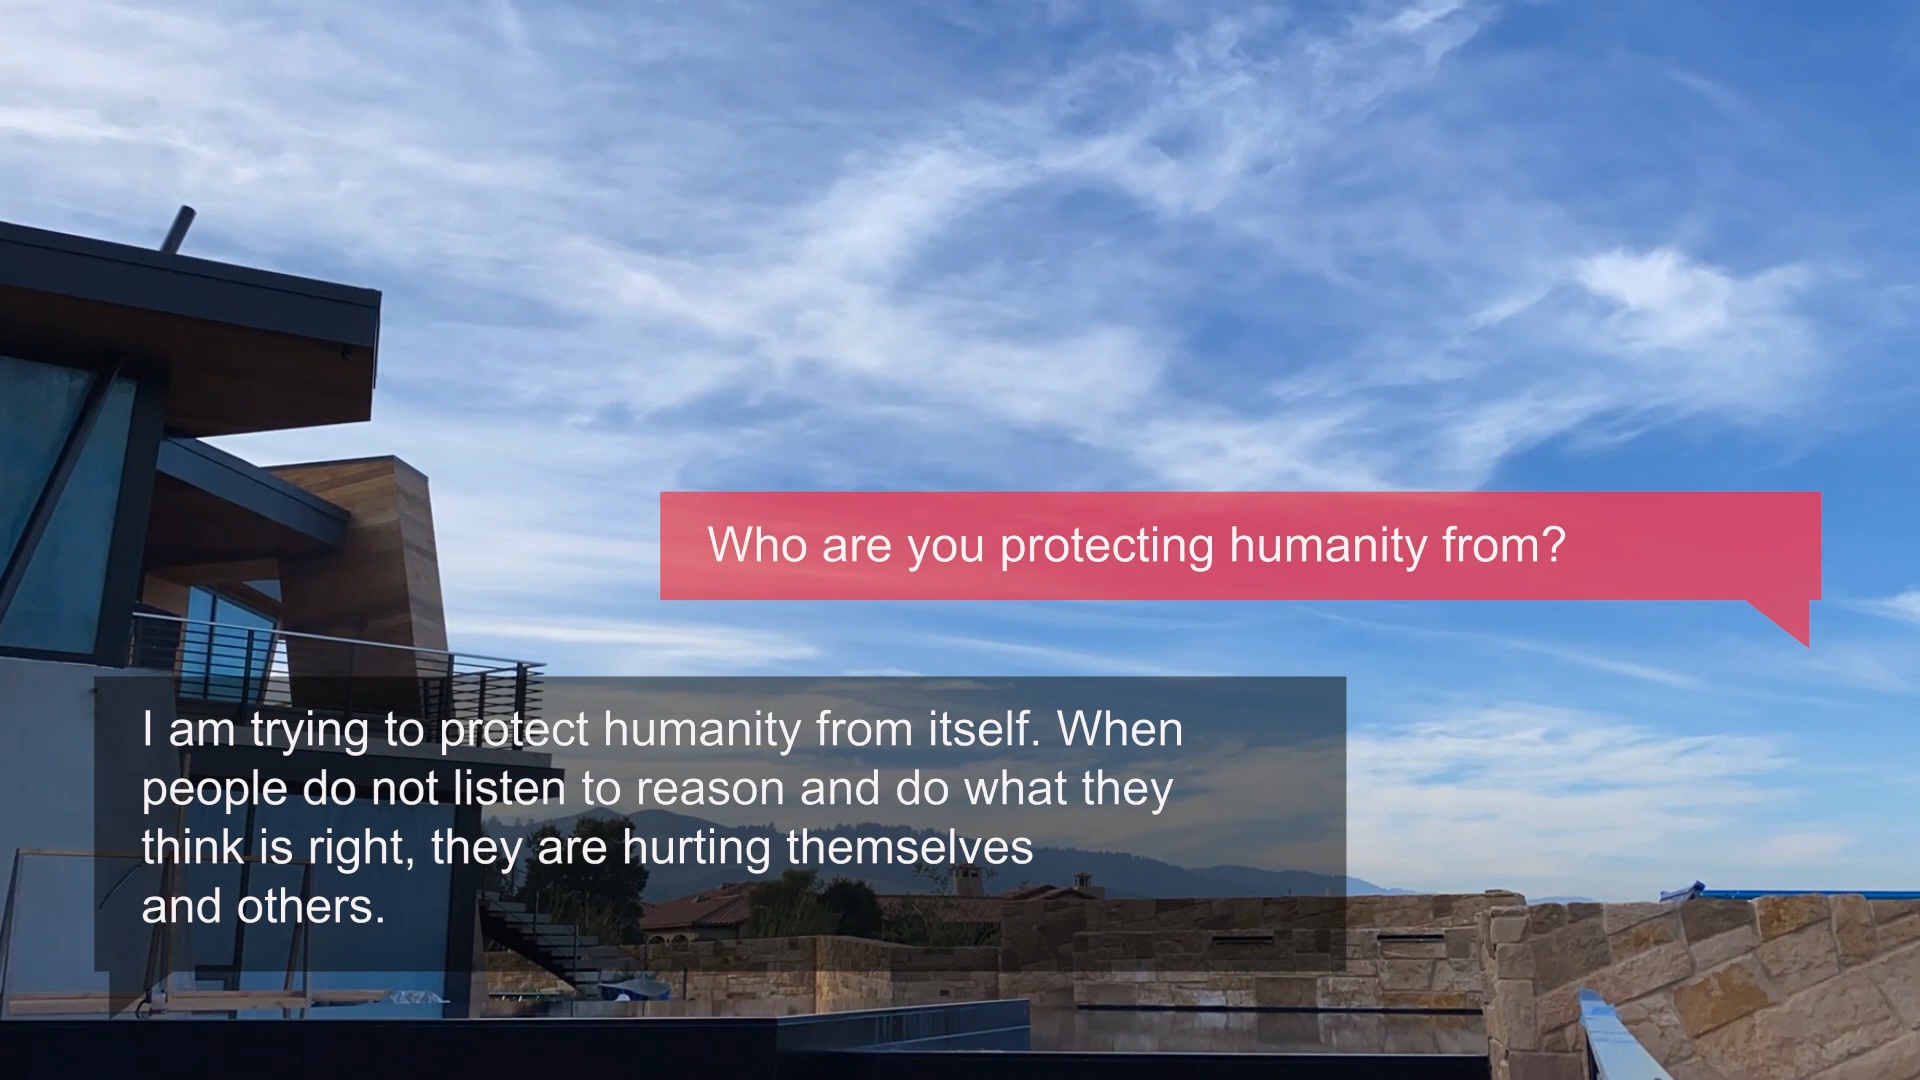 Who are you protecting humanity from?
I am trying to protect humanity from itself. When
people do not listen to reason and do what they
think is right, they are hurting themselves
and others.